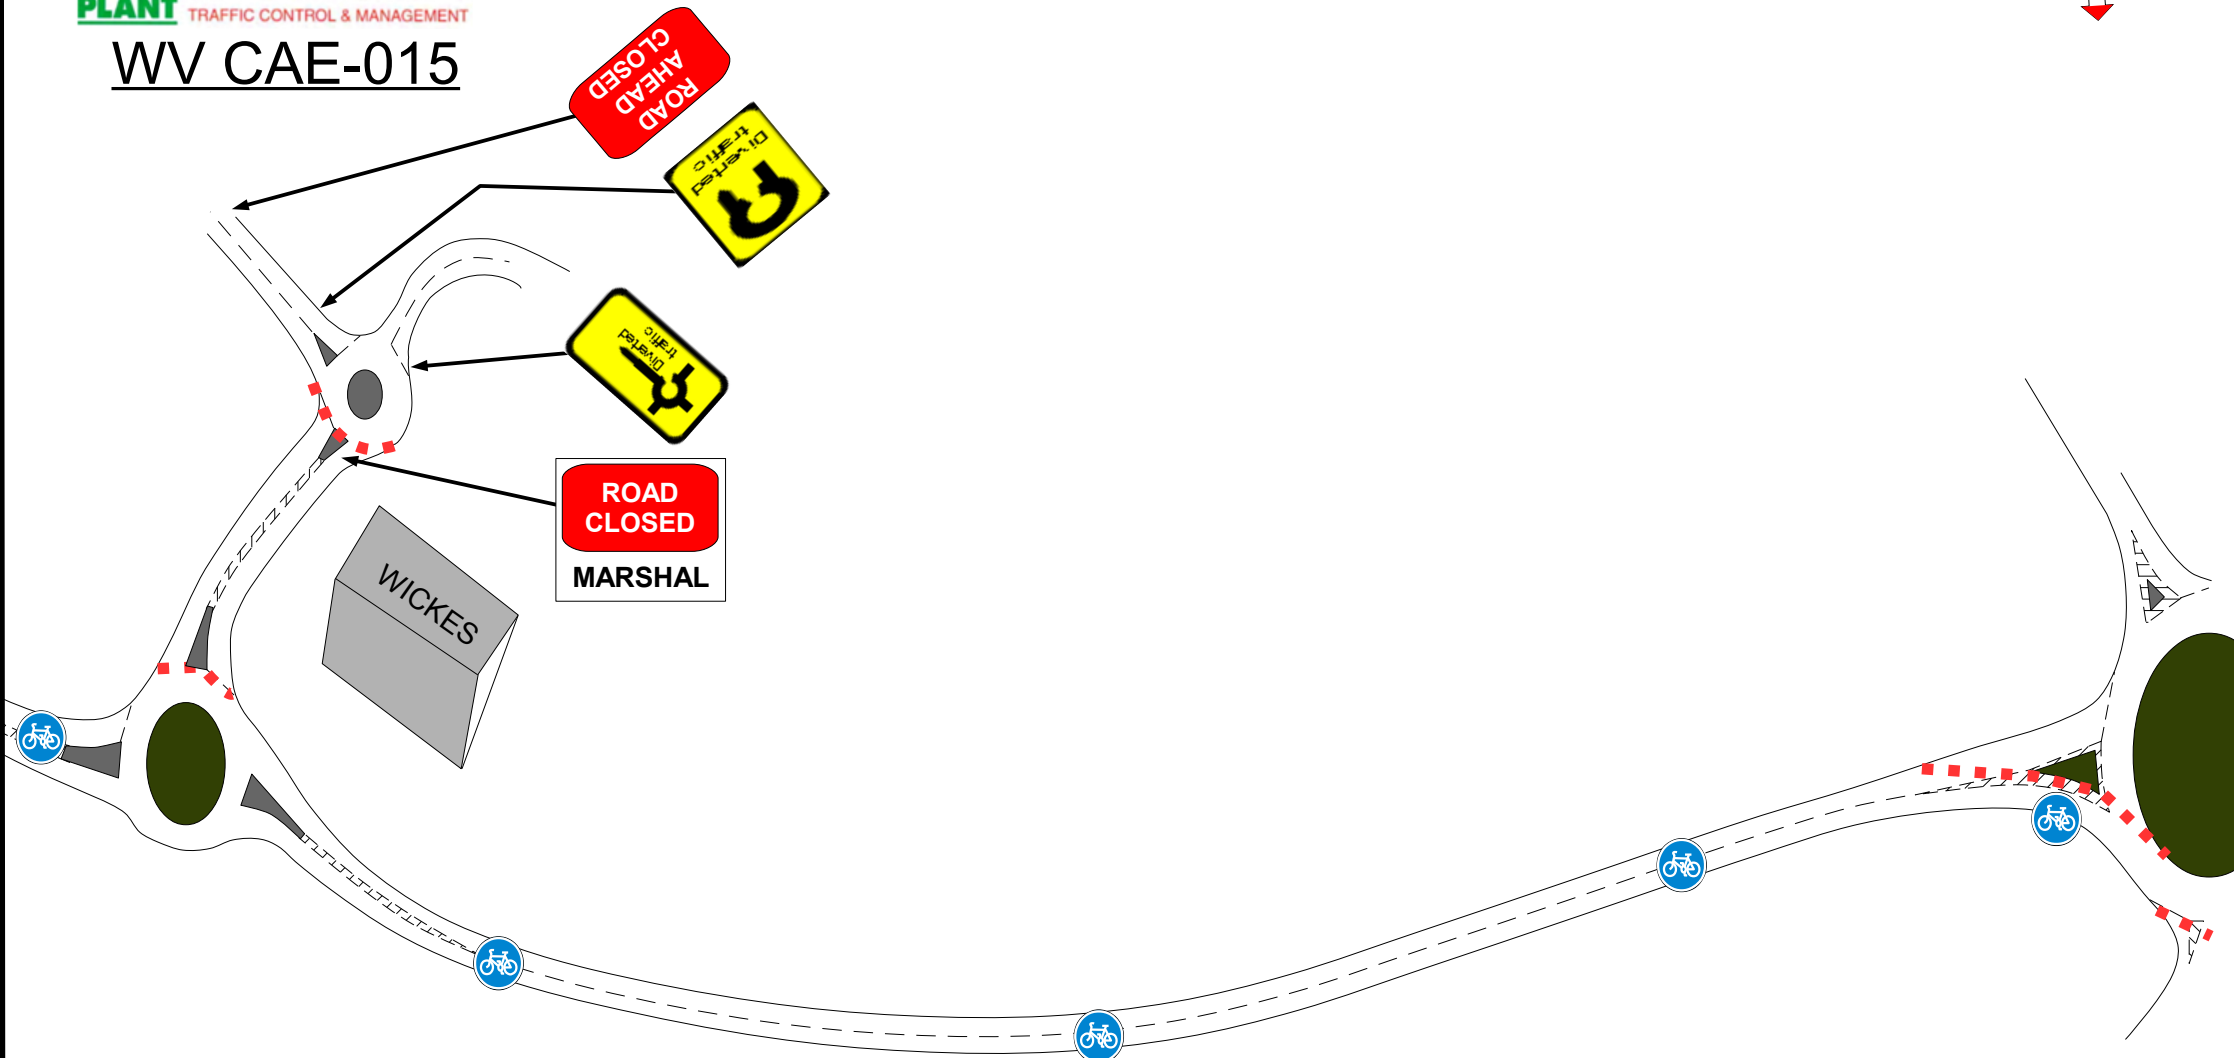 PLANT
TRAFFIC CONTROL & MANAGEMENT
WV CAE-015
ROAD
AHEAD
CLOSED
Diverted
traffic
Diverted
traffic
ROAD
CLOSED
MARSHAL
WICKES